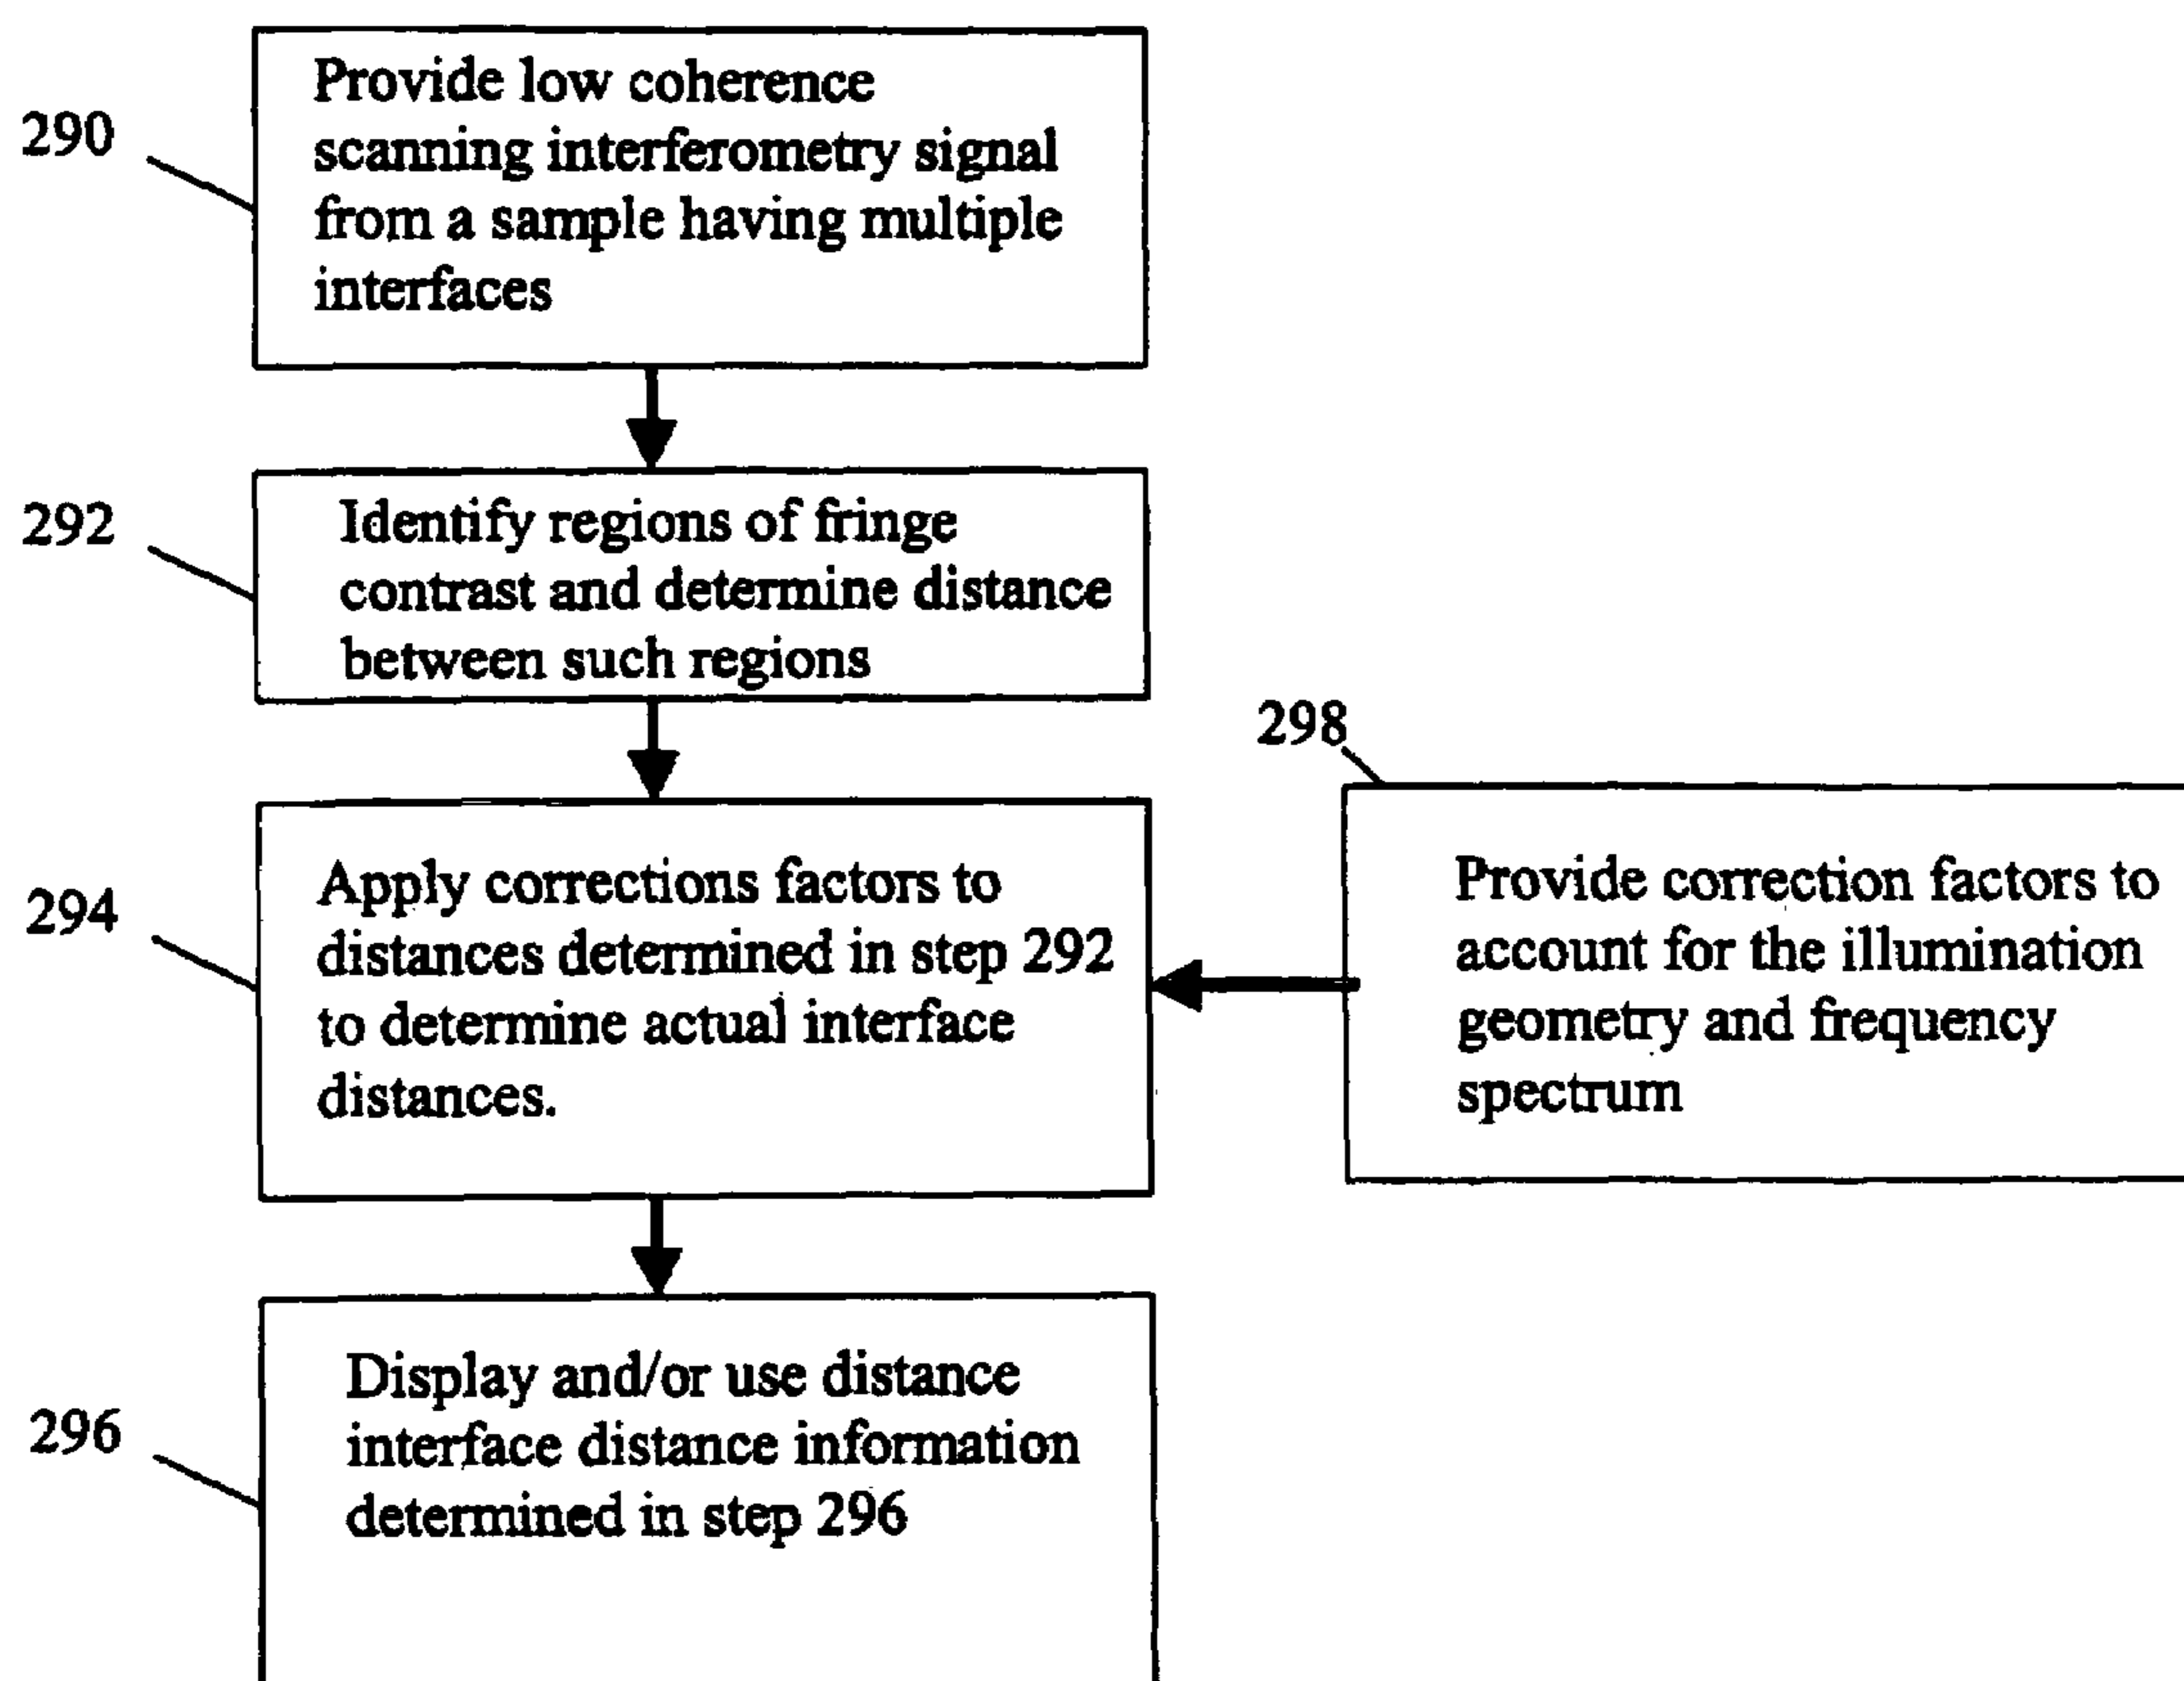 290
Provide low coherence
scanning interferometry signal
from a sample having multiple
interfaces
292
Identify regions of fringe
contrast and determine distance
between such regions
294
Apply corrections factors to
distances determined in step 292
to determine actual interface
distances.
298
Provide correction factors to
account for the illumination
geometry and frequency
spectrum
296
Display and/or use distance
interface distance information
determined in step 296